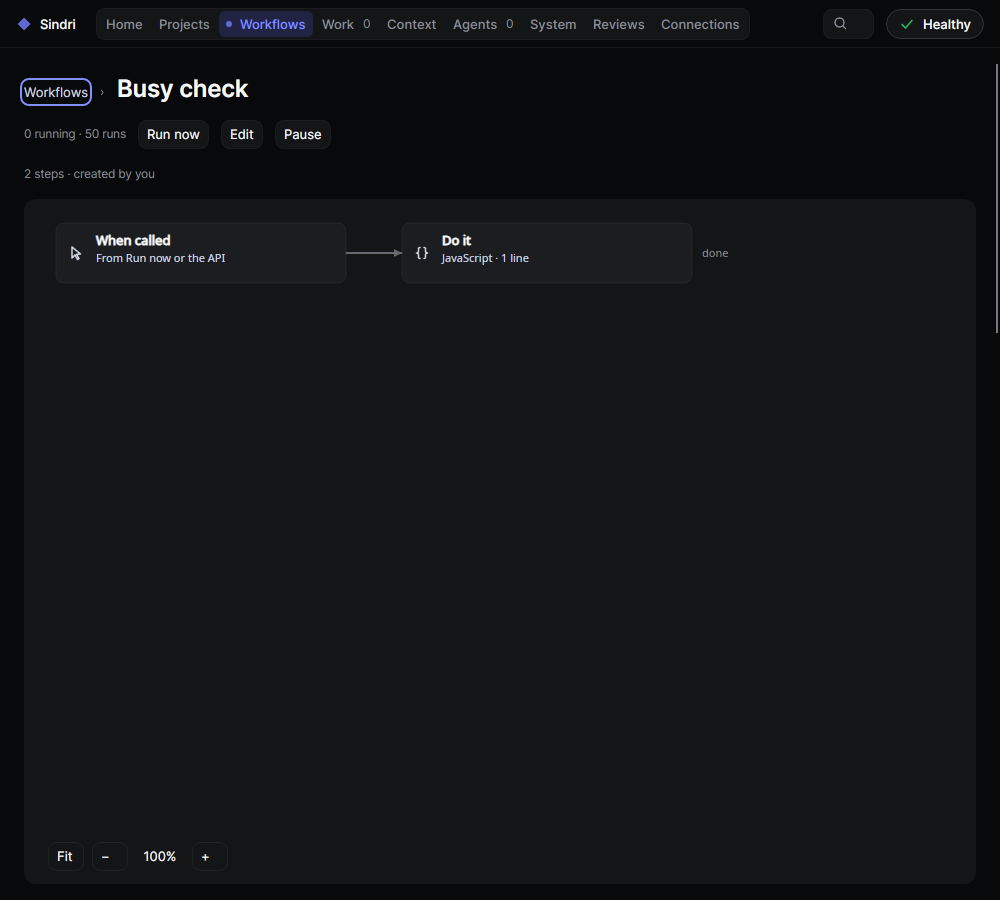 Sindri Home Projects Workflows Work 0 Context Agents 0 System Reviews Connections Healthy
Workflows › Busy check
0 running · 50 runs Run now Edit Pause
2 steps · created by you
When called
From Run now or the API
Do it
JavaScript · 1 line
done
Fit − 100% +